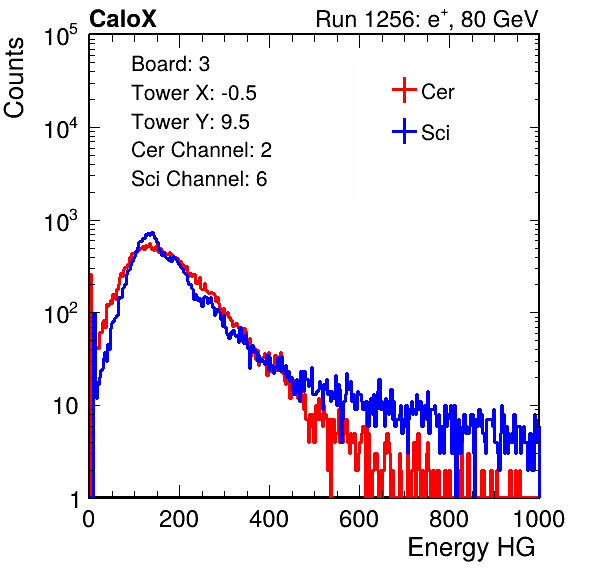 CaloX Run 1256: e⁺, 80 GeV
Counts
Board: 3
Tower X: -0.5
Tower Y: 9.5
Cer Channel: 2
Sci Channel: 6
Cer
Sci
10⁵
10⁴
10³
10²
10
1
0 200 400 600 800 1000
Energy HG